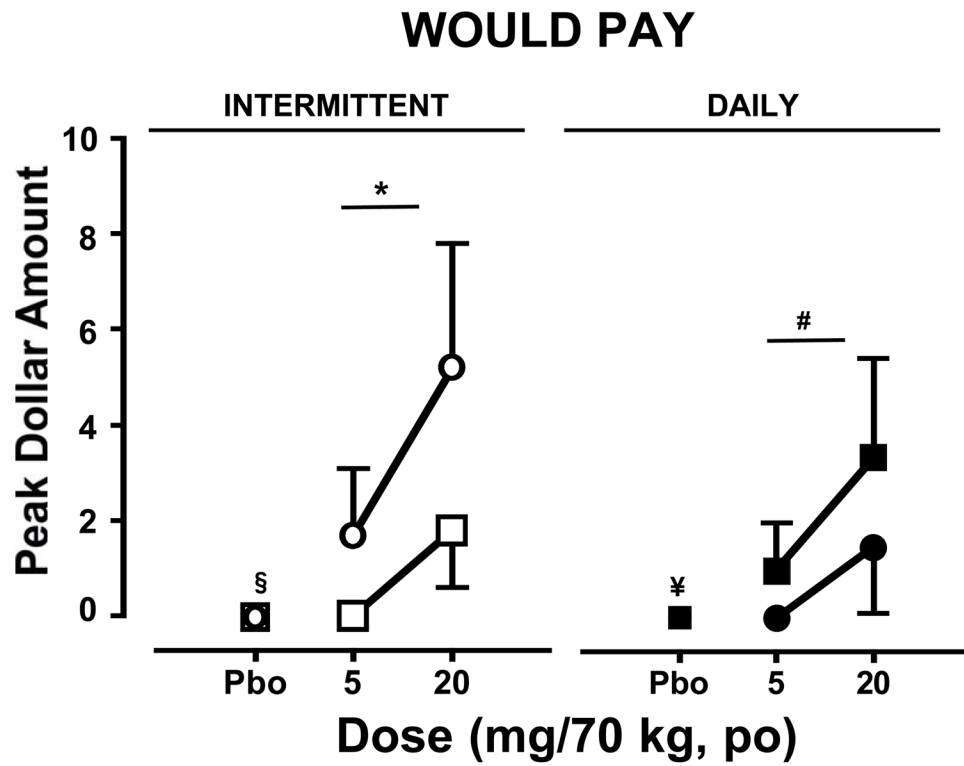 WOULD PAY
INTERMITTENT DAILY
Peak Dollar Amount
10
8
6
4
2
0
*
§
#
¥
Pbo 5 20 Pbo 5 20
Dose (mg/70 kg, po)